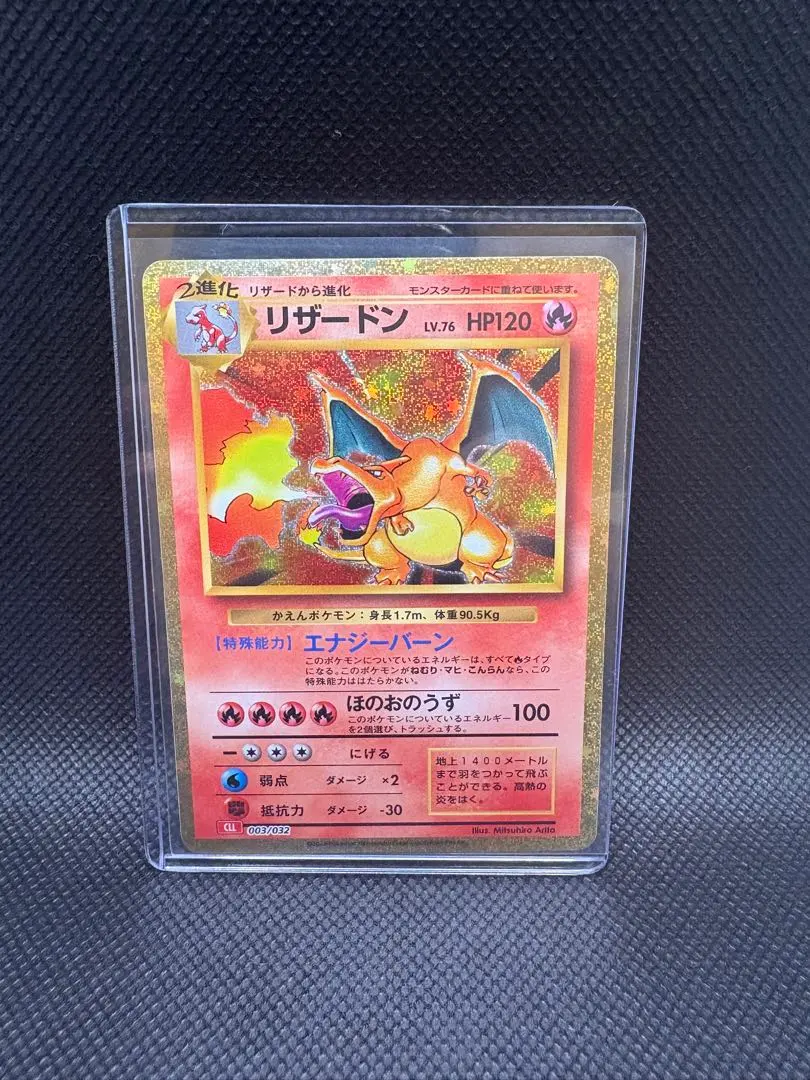 2進化 リザードから進化 モンスターカードに重ねて使います。
リザードン LV.76 HP120
かえんポケモン：身長1.7m、体重90.5Kg
【特殊能力】エナジーバーン
このポケモンについているエネルギーは、すべて🔥タイプ
になる。このポケモンがねむり・マヒ・こんらんなら、この
特殊能力ははたらかない。
ほのおのうず 100
このポケモンについているエネルギー
を2個選び、トラッシュする。
ー にげる
弱点 ダメージ ×2
抵抗力 ダメージ -30
地上1400メートル
まで羽をつかって飛ぶ
ことができる。高熱の
炎をはく。
CLL 003/032 Illus. Mitsuhiro Arita